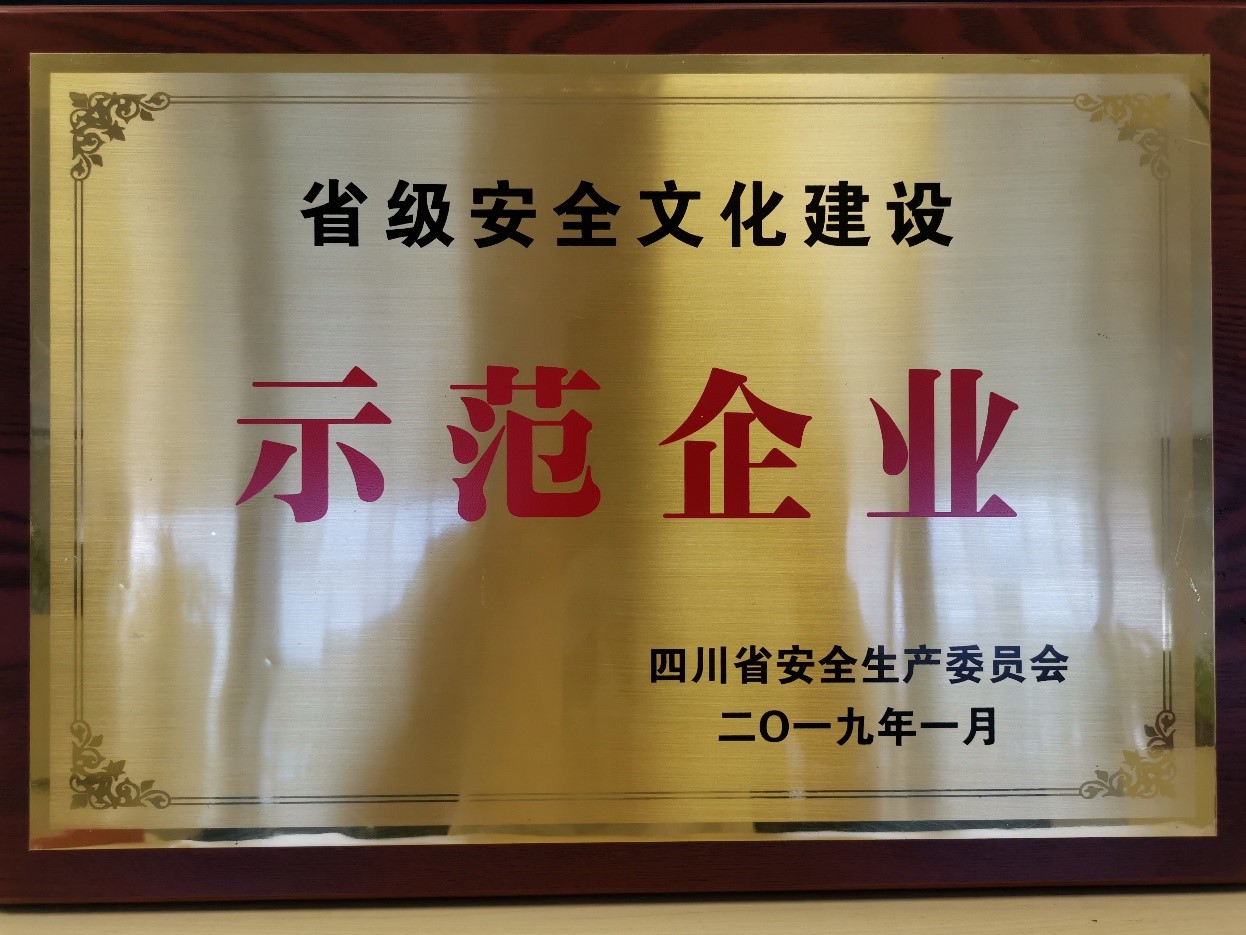 省级安全文化建设
示范企业
四川省安全生产委员会
二〇一九年一月